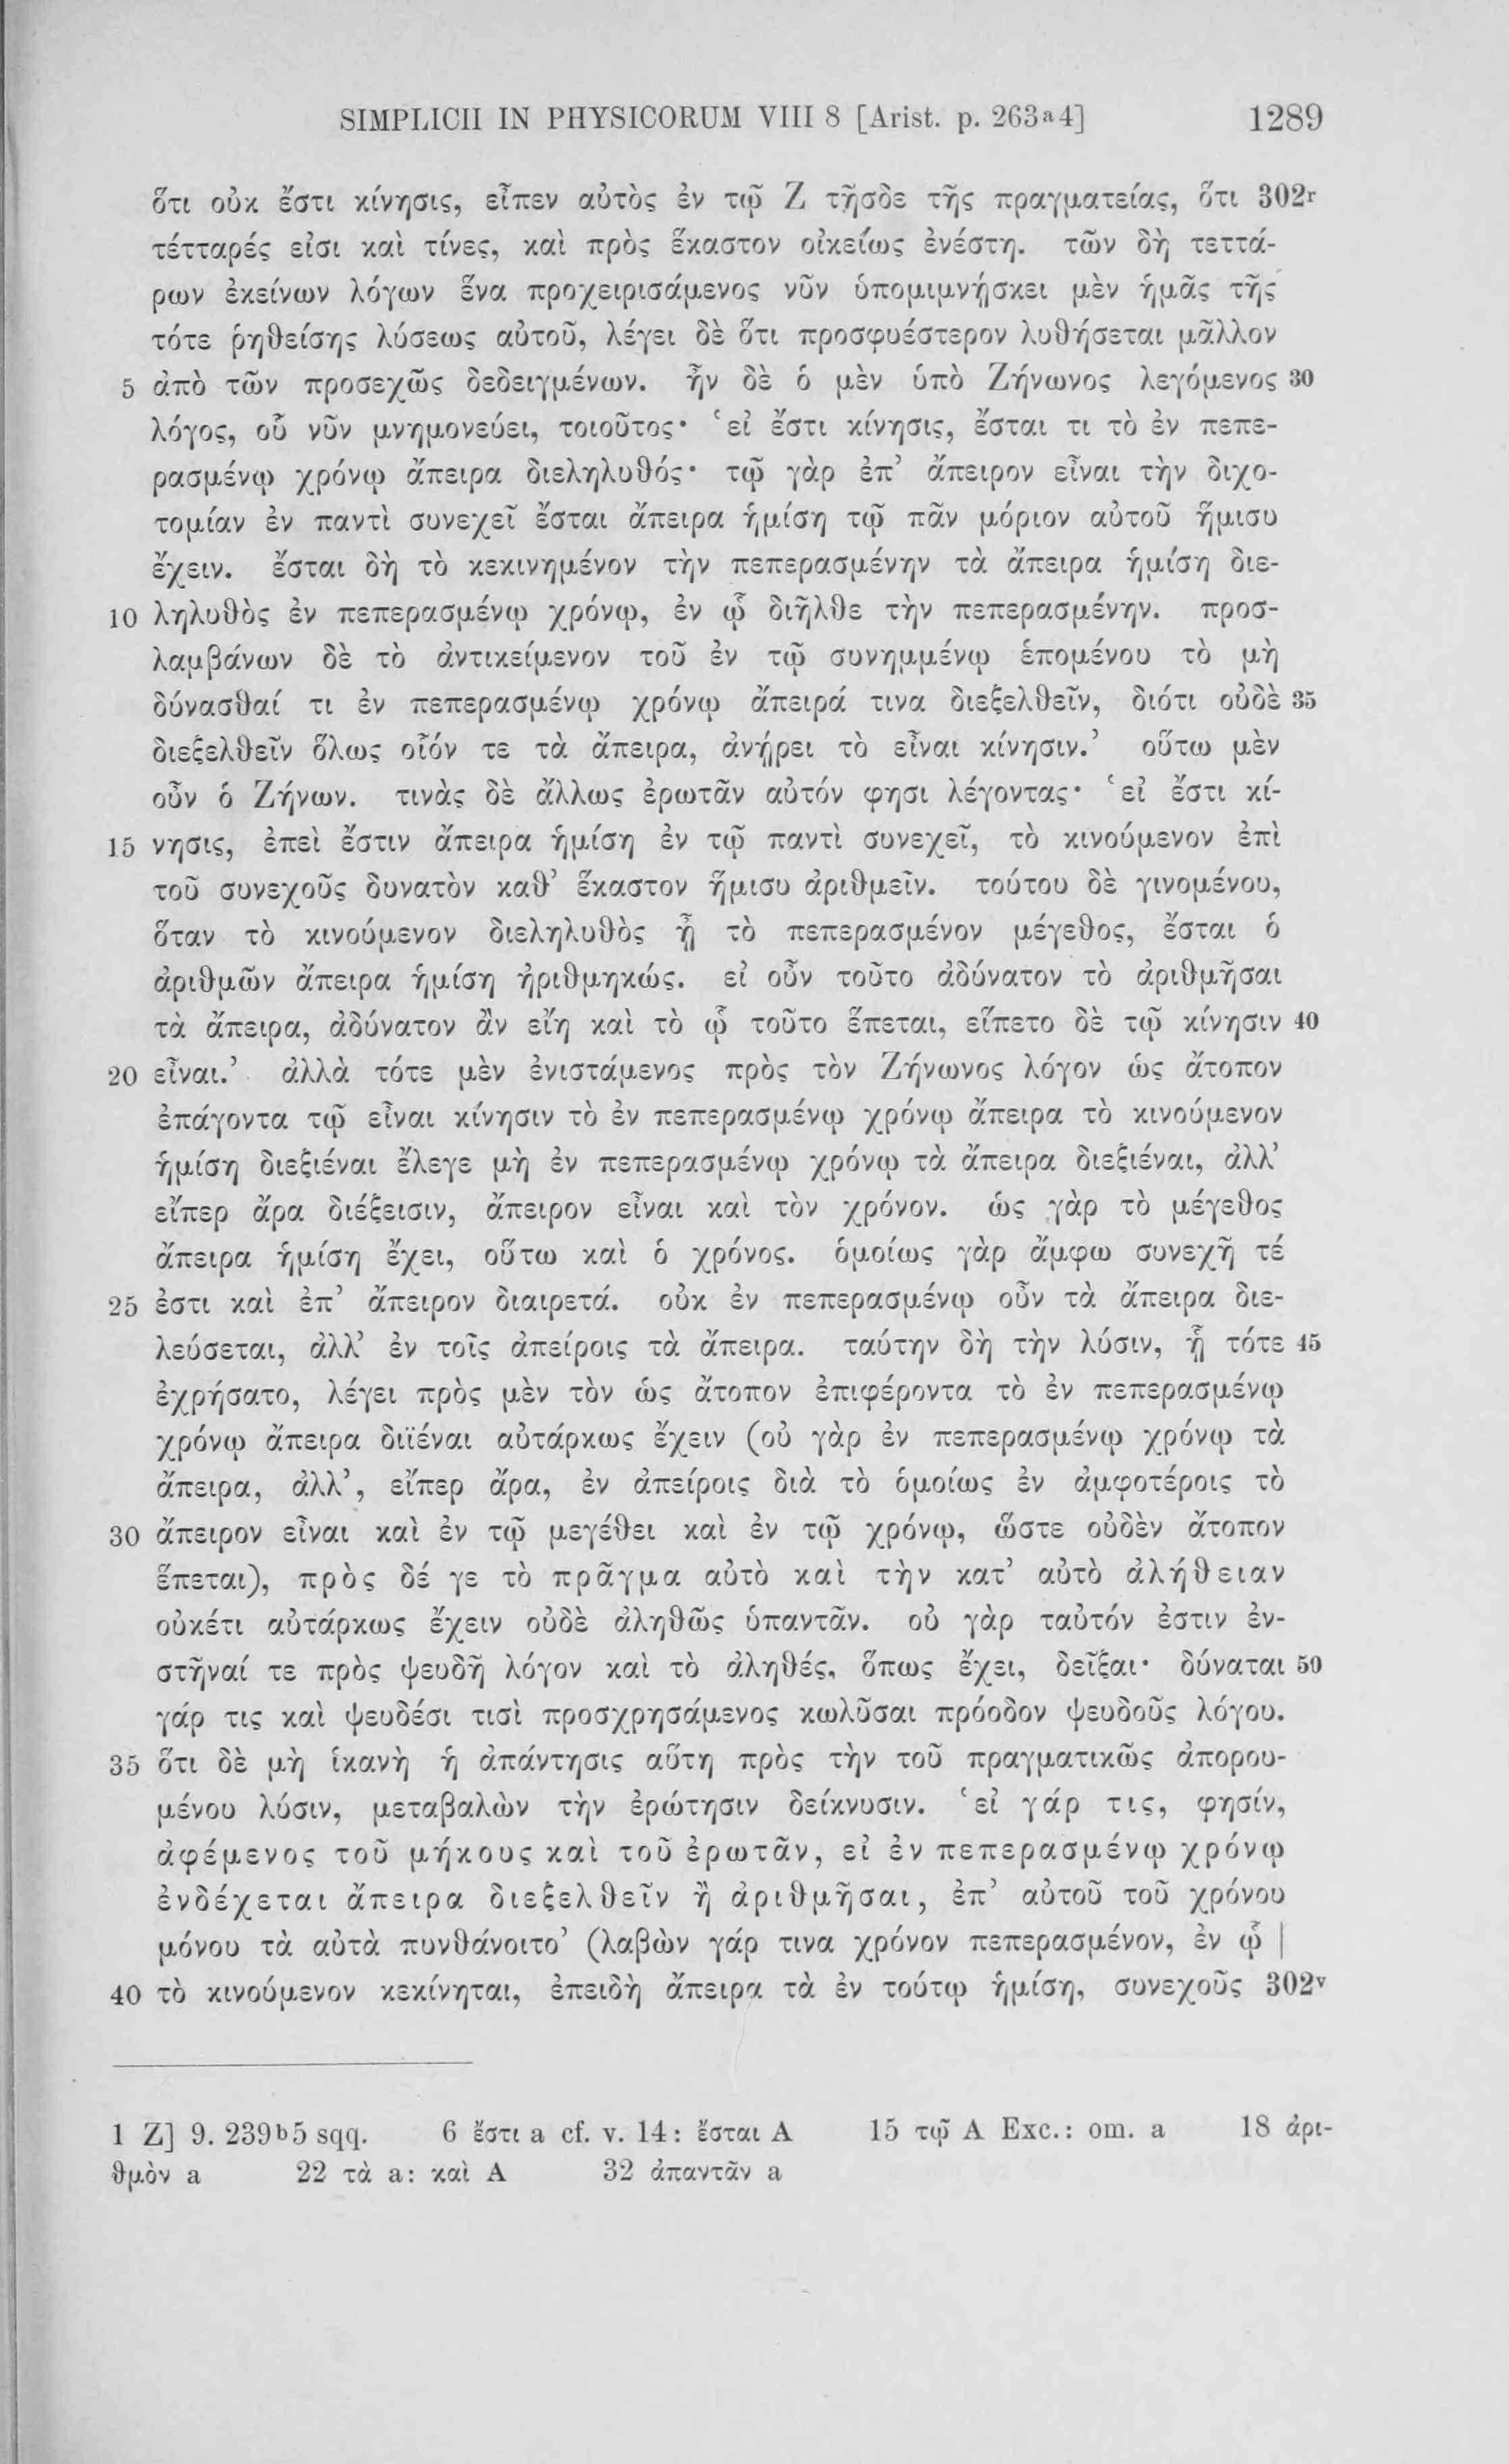 SIMPLICII IN PHYSICORUM VIII 8 [Arist. p. 263ᵃ4] 1289
ὅτι οὐκ ἔστι κίνησις, εἶπεν αὐτὸς ἐν τῷ Ζ τῆσδε τῆς πραγματείας, ὅτι 302ʳ
τέτταρές εἰσι καὶ τίνες, καὶ πρὸς ἕκαστον οἰκείως ἐνέστη. τῶν δὴ τεττά-
ρων ἐκείνων λόγων ἕνα προχειρισάμενος νῦν ὑπομιμνῄσκει μὲν ἡμᾶς τῆς
τότε ῥηθείσης λύσεως αὐτοῦ, λέγει δὲ ὅτι προσφυέστερον λυθήσεται μᾶλλον
5 ἀπὸ τῶν προσεχῶς δεδειγμένων. ἦν δὲ ὁ μὲν ὑπὸ Ζήνωνος λεγόμενος 30
λόγος, οὗ νῦν μνημονεύει, τοιοῦτος· ‘εἰ ἔστι κίνησις, ἔσται τι τὸ ἐν πεπε-
ρασμένῳ χρόνῳ ἄπειρα διεληλυθός· τῷ γὰρ ἐπ’ ἄπειρον εἶναι τὴν διχο-
τομίαν ἐν παντὶ συνεχεῖ ἔσται ἄπειρα ἡμίση τῷ πᾶν μόριον αὐτοῦ ἥμισυ
ἔχειν. ἔσται δὴ τὸ κεκινημένον τὴν πεπερασμένην τὰ ἄπειρα ἡμίση διε-
10 ληλυθὸς ἐν πεπερασμένῳ χρόνῳ, ἐν ᾧ διῆλθε τὴν πεπερασμένην. προσ-
λαμβάνων δὲ τὸ ἀντικείμενον τοῦ ἐν τῷ συνημμένῳ ἑπομένου τὸ μὴ
δύνασθαί τι ἐν πεπερασμένῳ χρόνῳ ἄπειρά τινα διεξελθεῖν, διότι οὐδὲ 35
διεξελθεῖν ὅλως οἷόν τε τὰ ἄπειρα, ἀνῄρει τὸ εἶναι κίνησιν.’ οὕτω μὲν
οὖν ὁ Ζήνων. τινὰς δὲ ἄλλως ἐρωτᾶν αὐτόν φησι λέγοντας· ‘εἰ ἔστι κί-
15 νησις, ἐπεὶ ἔστιν ἄπειρα ἡμίση ἐν τῷ παντὶ συνεχεῖ, τὸ κινούμενον ἐπὶ
τοῦ συνεχοῦς δυνατὸν καθ’ ἕκαστον ἥμισυ ἀριθμεῖν. τούτου δὲ γινομένου,
ὅταν τὸ κινούμενον διεληλυθὸς ᾖ τὸ πεπερασμένον μέγεθος, ἔσται ὁ
ἀριθμῶν ἄπειρα ἡμίση ἠριθμηκώς. εἰ οὖν τοῦτο ἀδύνατον τὸ ἀριθμῆσαι
τὰ ἄπειρα, ἀδύνατον ἂν εἴη καὶ τὸ ᾧ τοῦτο ἕπεται, εἵπετο δὲ τῷ κίνησιν 40
20 εἶναι.’ ἀλλὰ τότε μὲν ἐνιστάμενος πρὸς τὸν Ζήνωνος λόγον ὡς ἄτοπον
ἐπάγοντα τῷ εἶναι κίνησιν τὸ ἐν πεπερασμένῳ χρόνῳ ἄπειρα τὸ κινούμενον
ἡμίση διεξιέναι ἔλεγε μὴ ἐν πεπερασμένῳ χρόνῳ τὰ ἄπειρα διεξιέναι, ἀλλ’
εἴπερ ἄρα διέξεισιν, ἄπειρον εἶναι καὶ τὸν χρόνον. ὡς γὰρ τὸ μέγεθος
ἄπειρα ἡμίση ἔχει, οὕτω καὶ ὁ χρόνος. ὁμοίως γὰρ ἄμφω συνεχῆ τέ
25 ἐστι καὶ ἐπ’ ἄπειρον διαιρετά. οὐκ ἐν πεπερασμένῳ οὖν τὰ ἄπειρα διε-
λεύσεται, ἀλλ’ ἐν τοῖς ἀπείροις τὰ ἄπειρα. ταύτην δὴ τὴν λύσιν, ᾗ τότε 45
ἐχρήσατο, λέγει πρὸς μὲν τὸν ὡς ἄτοπον ἐπιφέροντα τὸ ἐν πεπερασμένῳ
χρόνῳ ἄπειρα διϊέναι αὐτάρκως ἔχειν (οὐ γὰρ ἐν πεπερασμένῳ χρόνῳ τὰ
ἄπειρα, ἀλλ’, εἴπερ ἄρα, ἐν ἀπείροις διὰ τὸ ὁμοίως ἐν ἀμφοτέροις τὸ
30 ἄπειρον εἶναι καὶ ἐν τῷ μεγέθει καὶ ἐν τῷ χρόνῳ, ὥστε οὐδὲν ἄτοπον
ἕπεται), πρὸς δέ γε τὸ πρᾶγμα αὐτὸ καὶ τὴν κατ’ αὐτὸ ἀλήθειαν
οὐκέτι αὐτάρκως ἔχειν οὐδὲ ἀληθῶς ὑπαντᾶν. οὐ γὰρ ταὐτόν ἐστιν ἐν-
στῆναί τε πρὸς ψευδῆ λόγον καὶ τὸ ἀληθές, ὅπως ἔχει, δεῖξαι· δύναται 50
γάρ τις καὶ ψευδέσι τισὶ προσχρησάμενος κωλῦσαι πρόοδον ψευδοῦς λόγου.
35 ὅτι δὲ μὴ ἱκανὴ ἡ ἀπάντησις αὕτη πρὸς τὴν τοῦ πραγματικῶς ἀπορου-
μένου λύσιν, μεταβαλὼν τὴν ἐρώτησιν δείκνυσιν. ‘εἰ γάρ τις, φησίν,
ἀφέμενος τοῦ μήκους καὶ τοῦ ἐρωτᾶν, εἰ ἐν πεπερασμένῳ χρόνῳ
ἐνδέχεται ἄπειρα διεξελθεῖν ἢ ἀριθμῆσαι, ἐπ’ αὐτοῦ τοῦ χρόνου
μόνου τὰ αὐτὰ πυνθάνοιτο’ (λαβὼν γάρ τινα χρόνον πεπερασμένον, ἐν ᾧ |
40 τὸ κινούμενον κεκίνηται, ἐπειδὴ ἄπειρα τὰ ἐν τούτῳ ἡμίση, συνεχοῦς 302ᵛ
1 Ζ] 9. 239ᵇ5 sqq. 6 ἔστι a cf. v. 14: ἔσται A 15 τῷ A Exc.: om. a 18 ἀρι-
θμὸν a 22 τὰ a: καὶ A 32 ἀπαντᾶν a